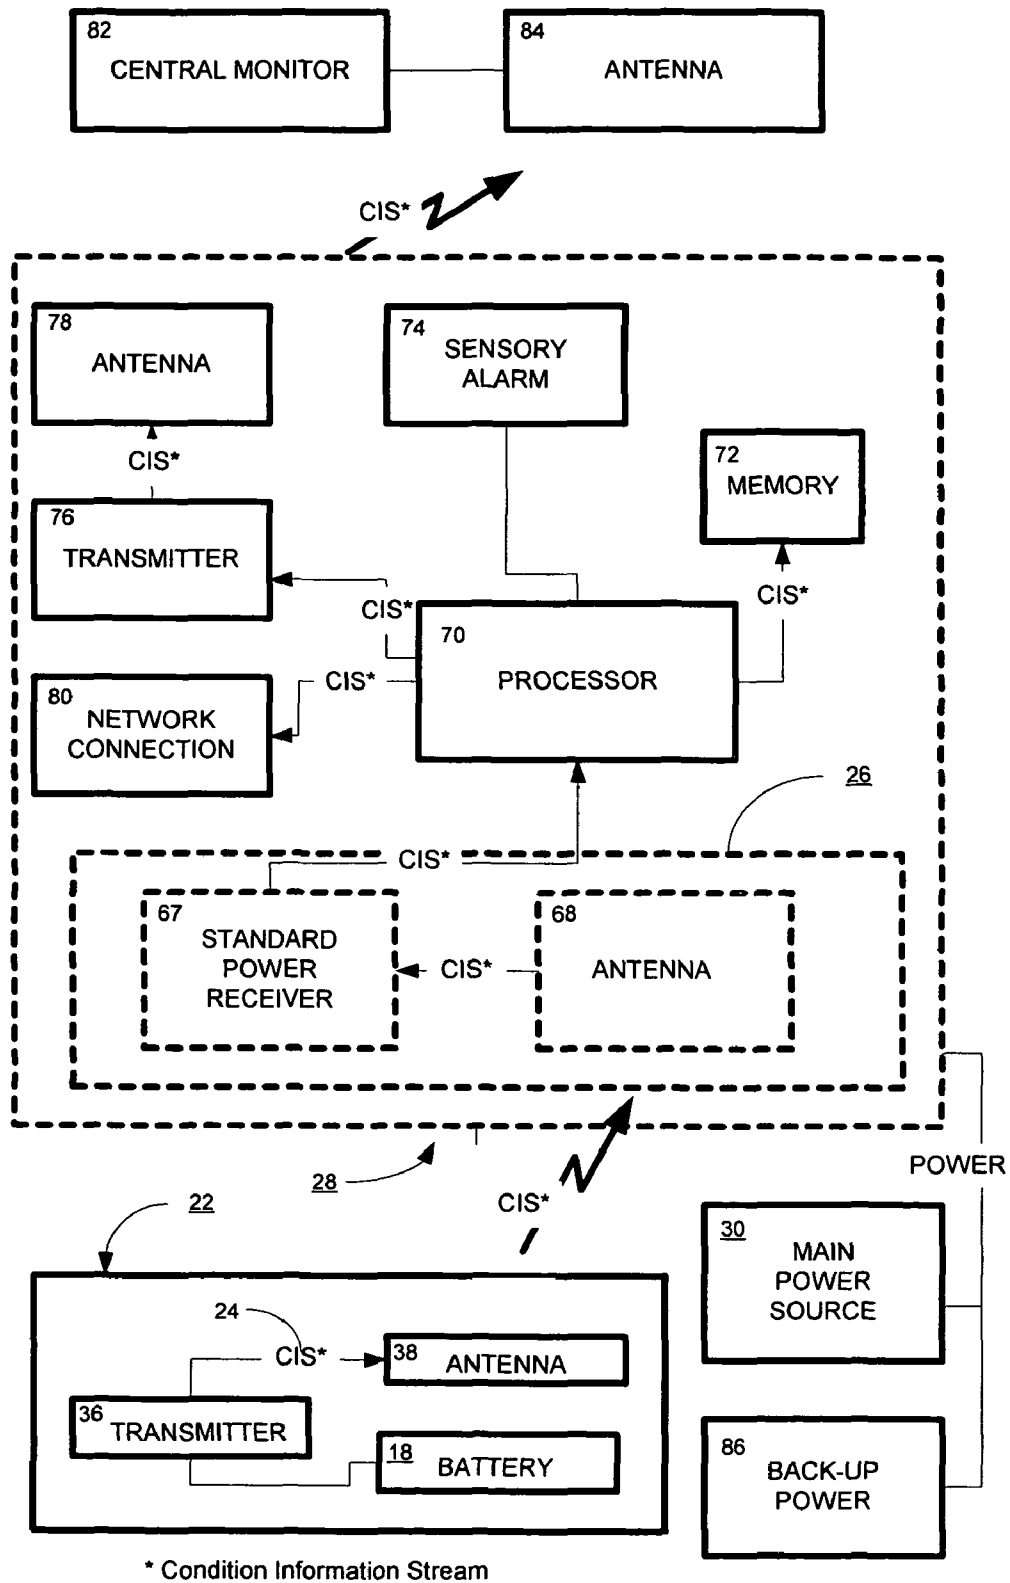 82
CENTRAL MONITOR
84
ANTENNA
CIS*
78
ANTENNA
74
SENSORY
ALARM
CIS*
72
MEMORY
76
TRANSMITTER
CIS*
CIS*
70
PROCESSOR
80
NETWORK
CONNECTION
CIS*
26
CIS*
67
STANDARD
POWER
RECEIVER
CIS*
68
ANTENNA
POWER
28
22
CIS*
30
MAIN
POWER
SOURCE
24
CIS*
38
ANTENNA
36
TRANSMITTER
18
BATTERY
86
BACK-UP
POWER
* Condition Information Stream